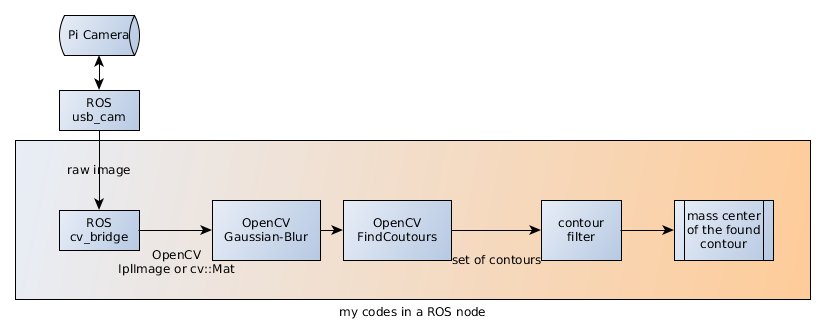 Pi Camera
ROS
usb_cam
raw image
ROS
cv_bridge
OpenCV
IplImage or cv::Mat
OpenCV
Gaussian-Blur
OpenCV
FindCoutours
set of contours
contour
filter
mass center
of the found
contour
my codes in a ROS node